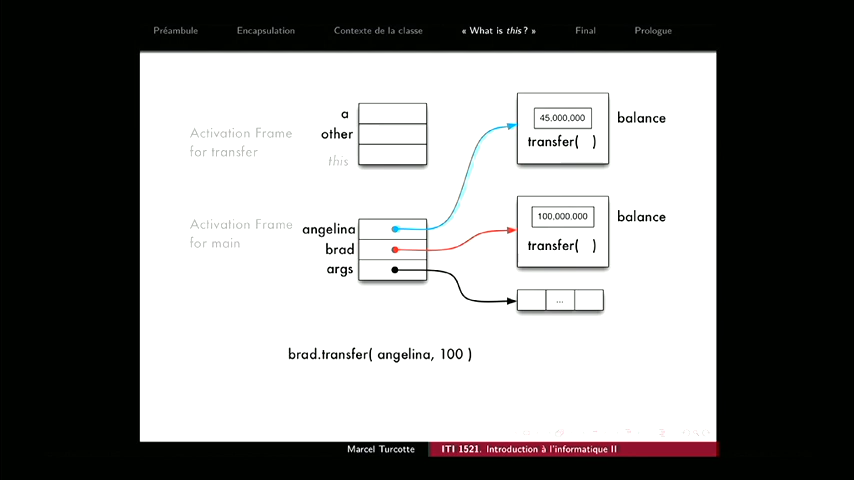 Préambule Encapsulation Contexte de la classe « What is this ? » Final Prologue
a
other
this
Activation Frame
for transfer
45,000,000
balance
transfer( )
Activation Frame
for main
angelina
brad
args
100,000,000
balance
transfer( )
...
brad.transfer( angelina, 100 )
Marcel Turcotte ITI 1521. Introduction à l'informatique II